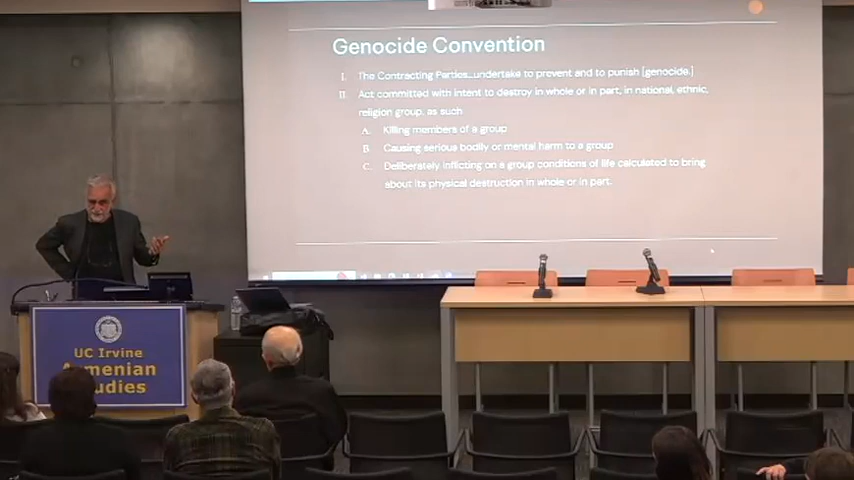 Genocide Convention
I. The Contracting Parties...undertake to prevent and to punish [genocide.]
II. Act committed with intent to destroy in whole or in part, in national, ethnic,
religion group, as such
A. Killing members of a group
B. Causing serious bodily or mental harm to a group
C. Deliberately inflicting on a group conditions of life calculated to bring
about its physical destruction in whole or in part.
UC Irvine
Armenian
Studies